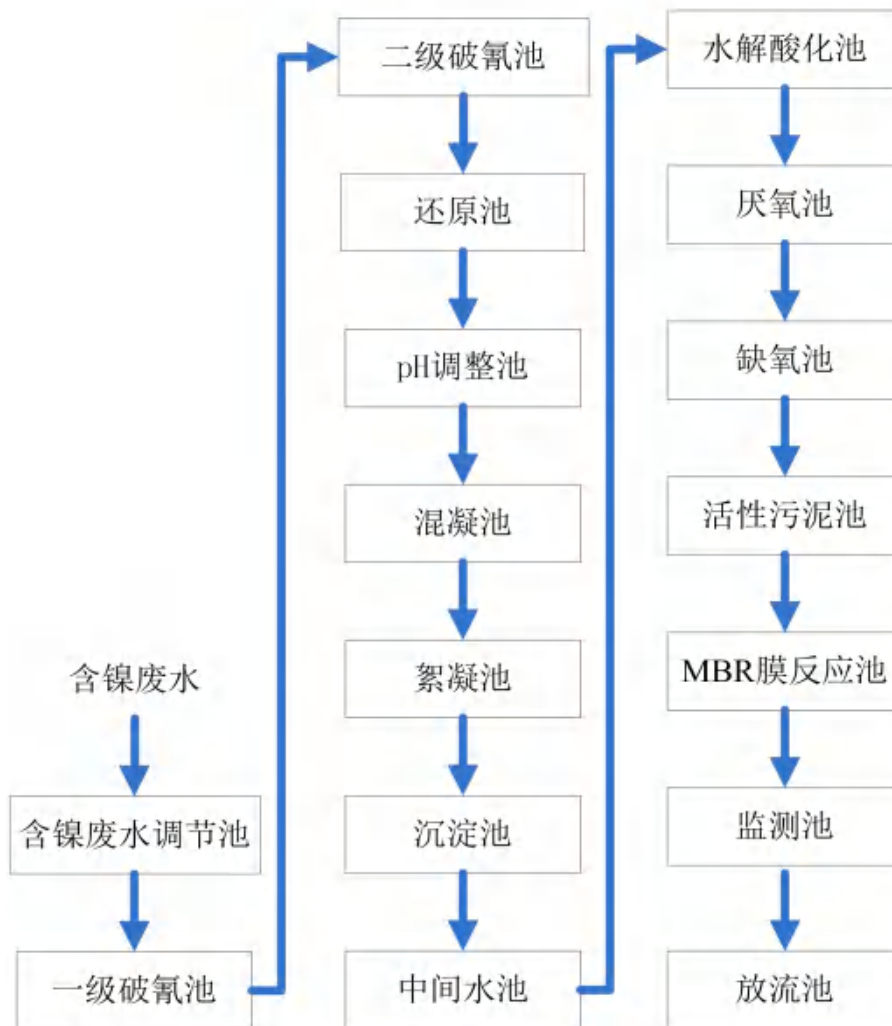 含镍废水
含镍废水调节池
一级破氰池
二级破氰池
还原池
pH调整池
混凝池
絮凝池
沉淀池
中间水池
水解酸化池
厌氧池
缺氧池
活性污泥池
MBR膜反应池
监测池
放流池